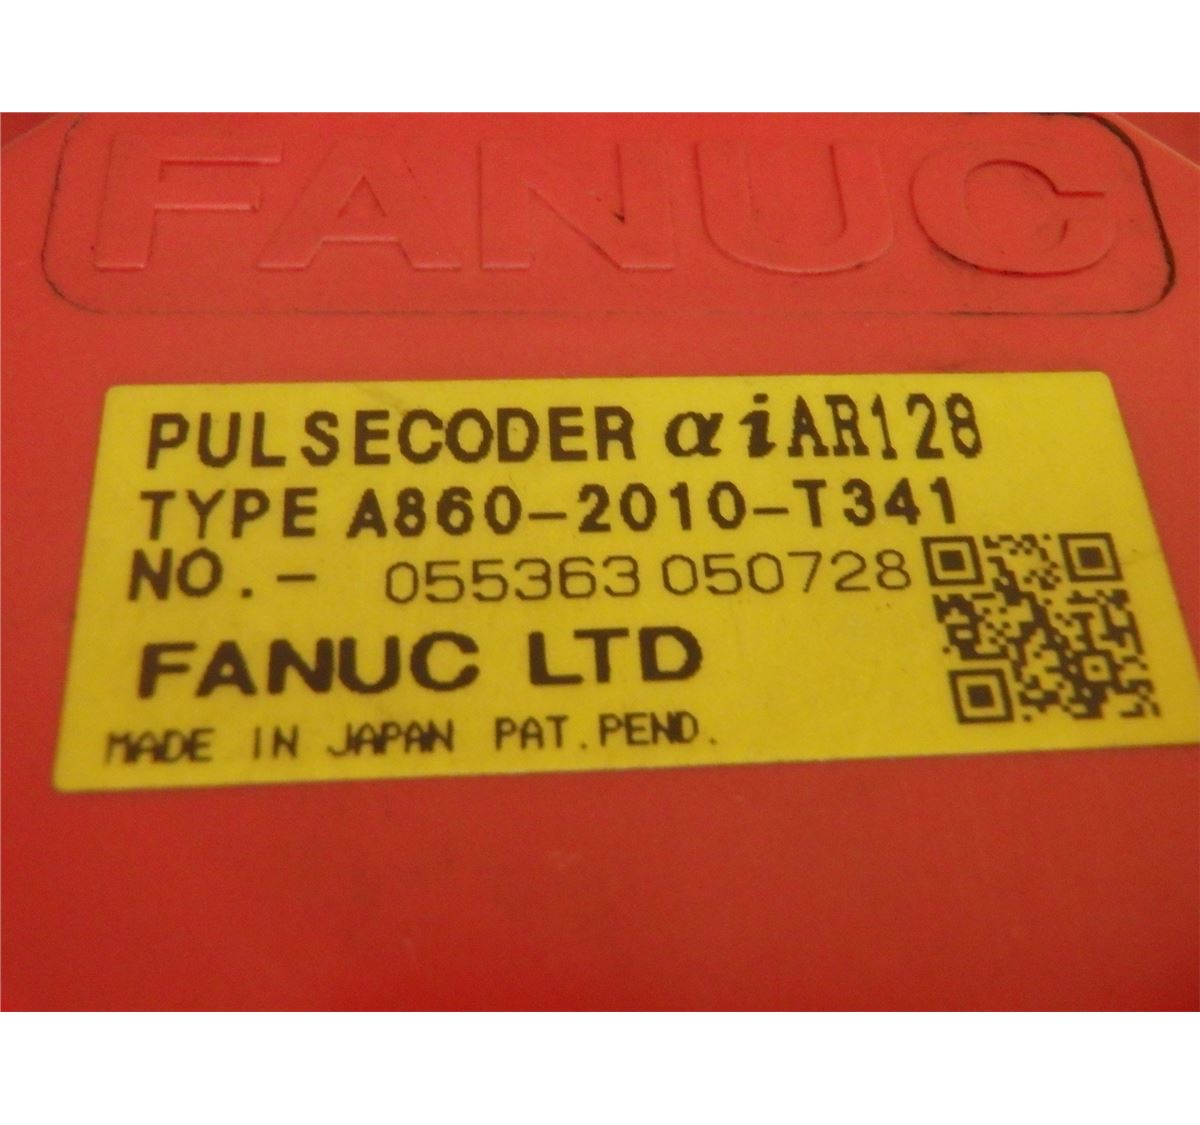 FANUC
PULSECODER αiAR128
TYPE A860-2010-T341
NO.- 055363 050728
FANUC LTD
MADE IN JAPAN PAT.PEND.